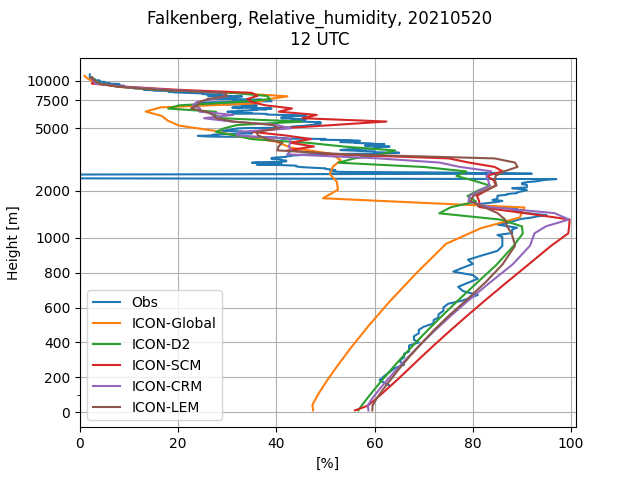 Falkenberg, Relative_humidity, 20210520
12 UTC
10000
7500
5000
2000
1000
800
600
400
200
0
Height [m]
Obs
ICON-Global
ICON-D2
ICON-SCM
ICON-CRM
ICON-LEM
0 20 40 60 80 100
[%]